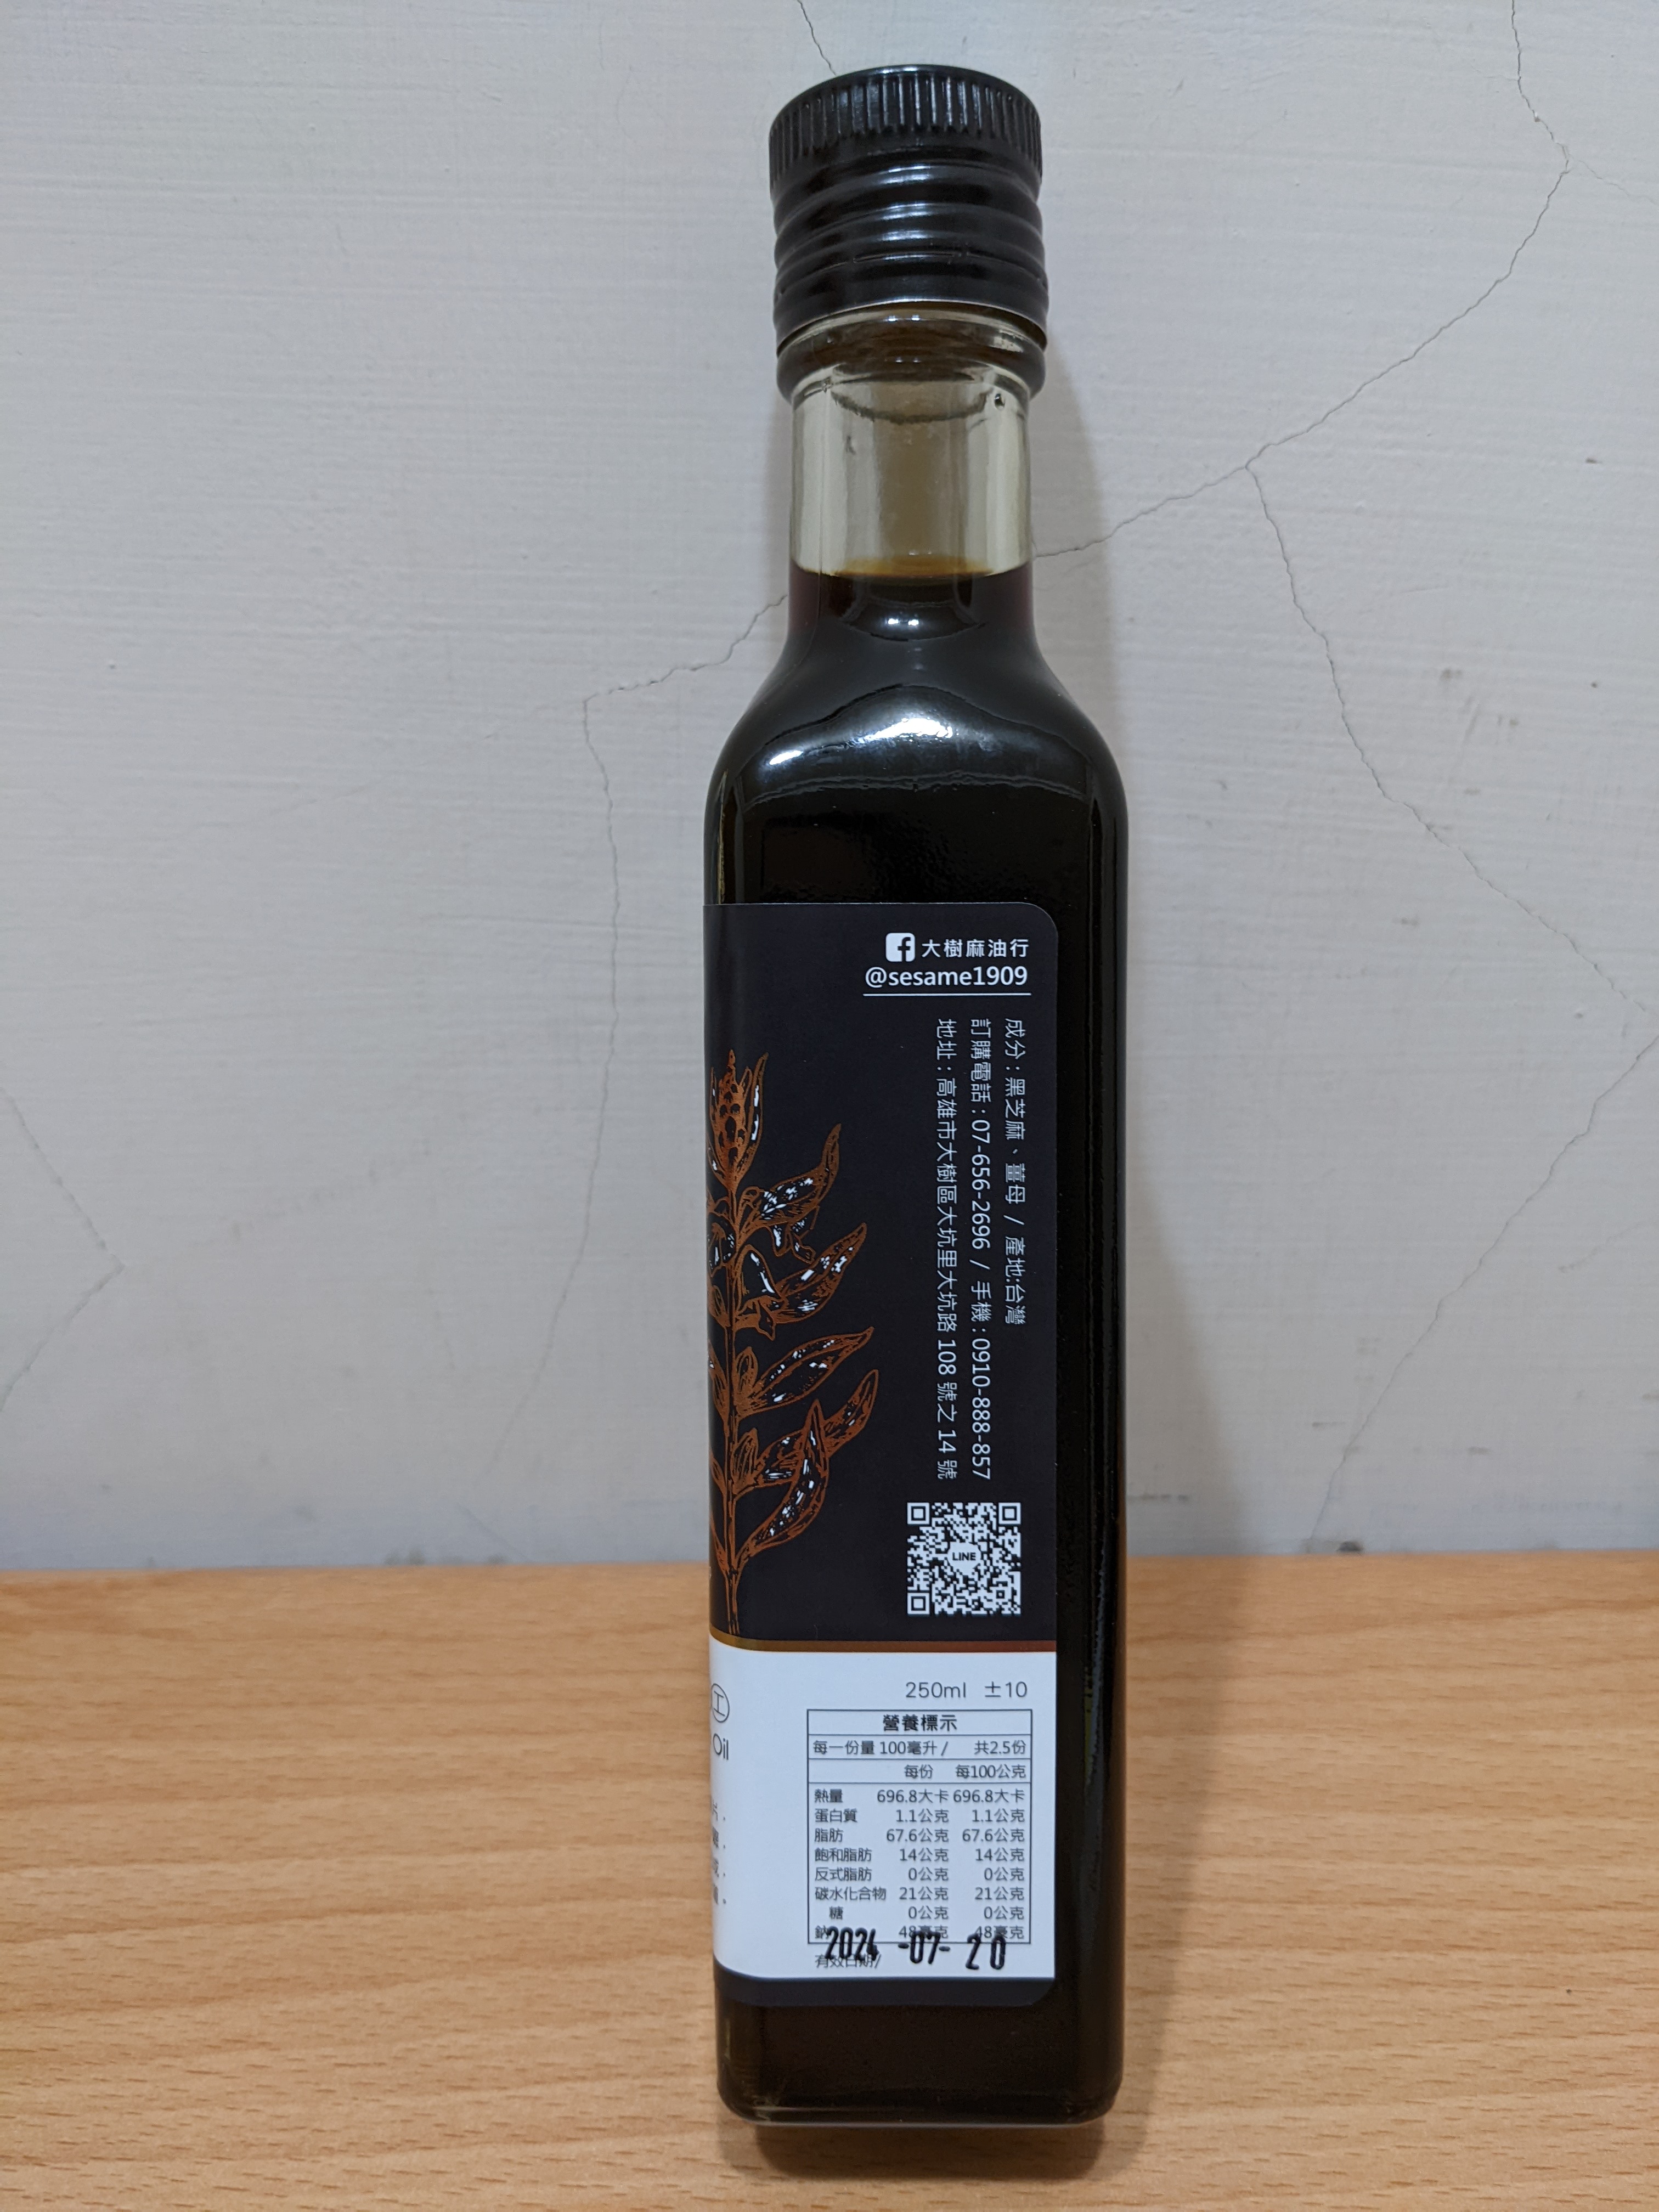 大樹麻油行
@sesame1909
成分：黑芝麻、薑母 / 產地:台灣
訂購電話：07-656-2696 / 手機：0910-888-857
地址：高雄市大樹區大坑里大坑路 108 號之 14 號
LINE
工
Oil
250ml ±10
營養標示
每一份量 100毫升 / 共2.5份
每份 每100公克
熱量 696.8大卡 696.8大卡
蛋白質 1.1公克 1.1公克
脂肪 67.6公克 67.6公克
飽和脂肪 14公克 14公克
反式脂肪 0公克 0公克
碳水化合物 21公克 21公克
糖 0公克 0公克
鈉 48毫克 48毫克
有效日期/ 2024 -07- 20